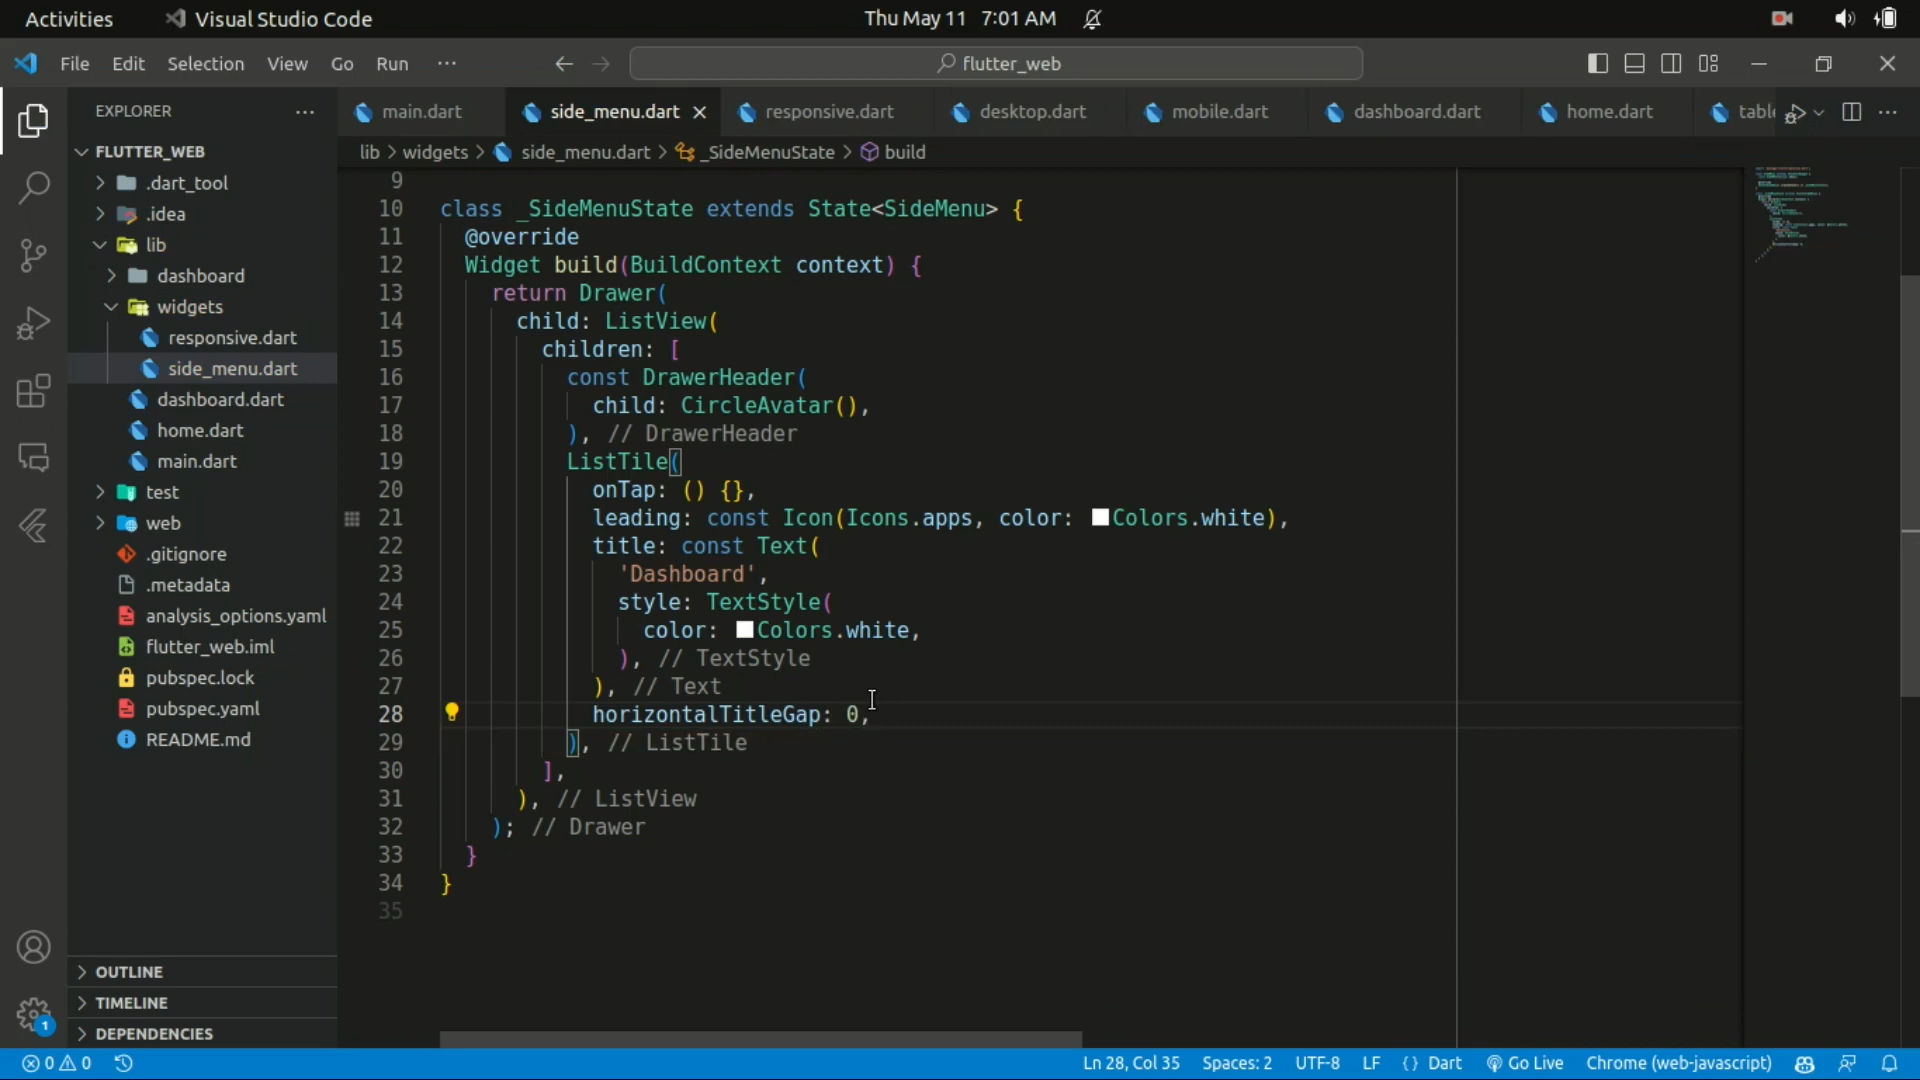 Activities
Visual Studio Code
Thu May 11 7:01 AM
File Edit Selection View Go Run ···
flutter_web
EXPLORER
main.dart
side_menu.dart
responsive.dart
desktop.dart
mobile.dart
dashboard.dart
home.dart
table
lib > widgets > side_menu.dart > _SideMenuState > build
FLUTTER_WEB
.dart_tool
.idea
lib
dashboard
widgets
responsive.dart
side_menu.dart
dashboard.dart
home.dart
main.dart
test
web
.gitignore
.metadata
analysis_options.yaml
flutter_web.iml
pubspec.lock
pubspec.yaml
README.md
OUTLINE
TIMELINE
DEPENDENCIES
1
9
10 class _SideMenuState extends State<SideMenu> {
11 @override
12 Widget build(BuildContext context) {
13 return Drawer(
14 child: ListView(
15 children: [
16 const DrawerHeader(
17 child: CircleAvatar(),
18 ), // DrawerHeader
19 ListTile(
20 onTap: () {},
21 leading: const Icon(Icons.apps, color: Colors.white),
22 title: const Text(
23 'Dashboard',
24 style: TextStyle(
25 color: Colors.white,
26 ), // TextStyle
27 ), // Text
28 horizontalTitleGap: 0,
29 ), // ListTile
30 ],
31 ), // ListView
32 ); // Drawer
33 }
34 }
35
0 0
Ln 28, Col 35 Spaces: 2 UTF-8 LF {} Dart Go Live Chrome (web-javascript)